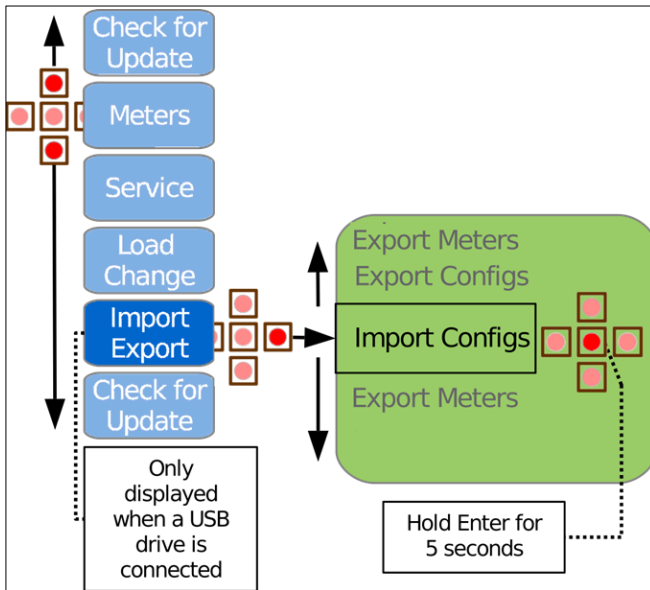 Check for
Update
Meters
Service
Load
Change
Import
Export
Check for
Update
Only
displayed
when a USB
drive is
connected
Export Meters
Export Configs
Import Configs
Export Meters
Hold Enter for
5 seconds